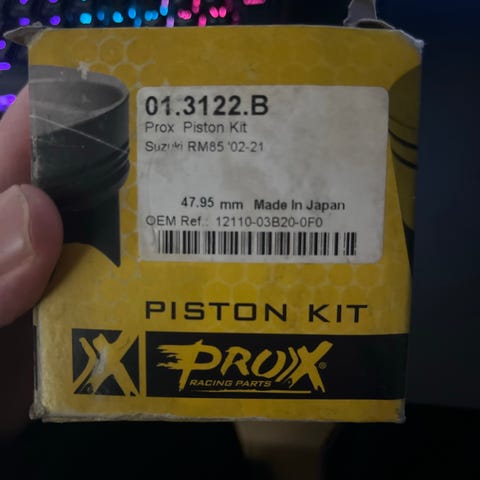 01.3122.B
Prox Piston Kit
Suzuki RM85 '02-21
47.95 mm Made In Japan
OEM Ref.: 12110-03B20-0F0
PISTON KIT
PROX®
RACING PARTS